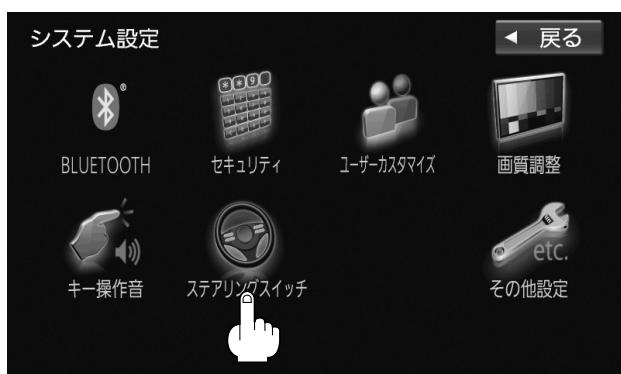 システム設定
◀ 戻る
**90
BLUETOOTH®
セキュリティ
ユーザーカスタマイズ
画質調整
etc.
キー操作音
ステアリングスイッチ
その他設定